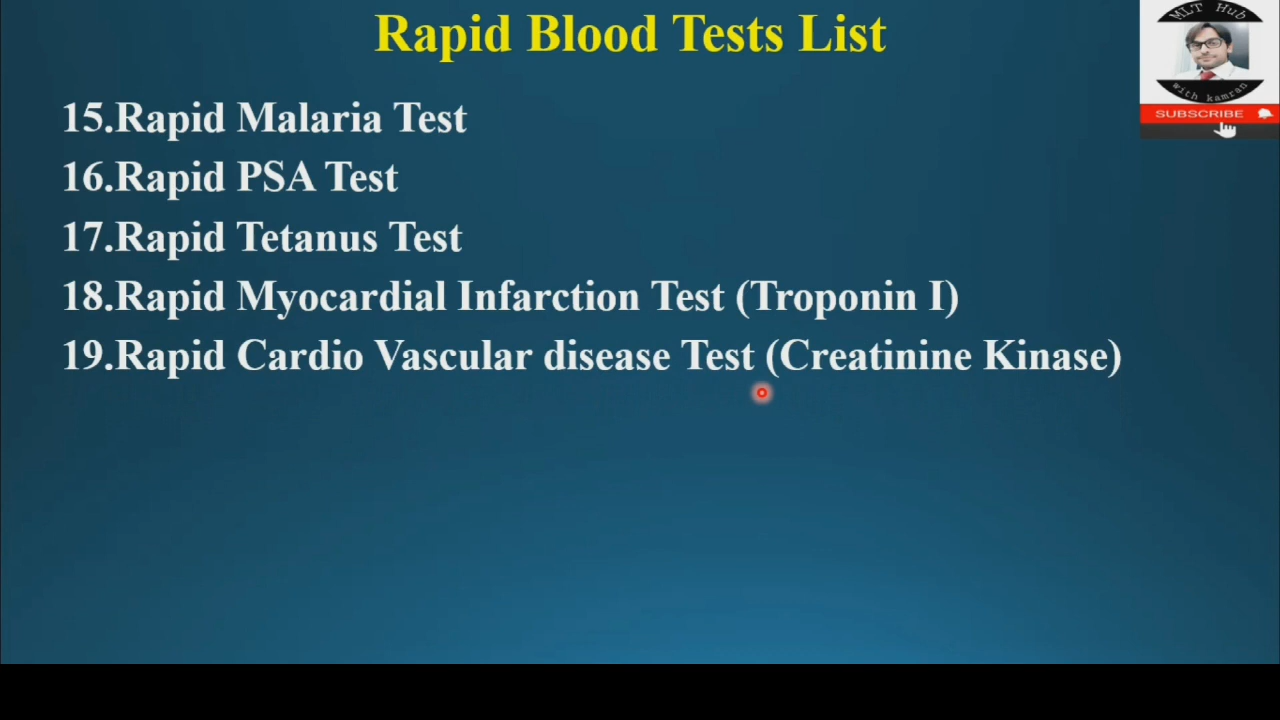 Rapid Blood Tests List
MLT Hub
with kamran
SUBSCRIBE
15.Rapid Malaria Test
16.Rapid PSA Test
17.Rapid Tetanus Test
18.Rapid Myocardial Infarction Test (Troponin I)
19.Rapid Cardio Vascular disease Test (Creatinine Kinase)